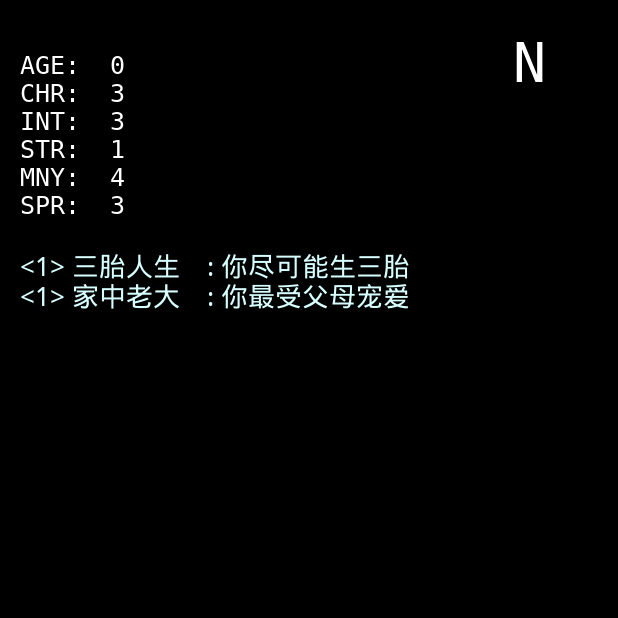 N
AGE: 0
CHR: 3
INT: 3
STR: 1
MNY: 4
SPR: 3
<1> 三胎人生 : 你尽可能生三胎
<1> 家中老大 : 你最受父母宠爱